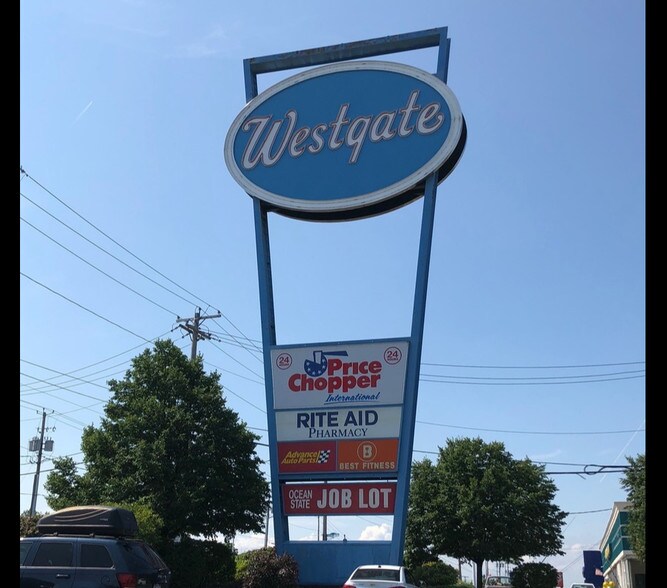 Westgate
24
Price
24
Chopper
International
RITE AID
PHARMACY
Advance
Auto Parts
B
BEST FITNESS
OCEAN
STATE
JOB LOT